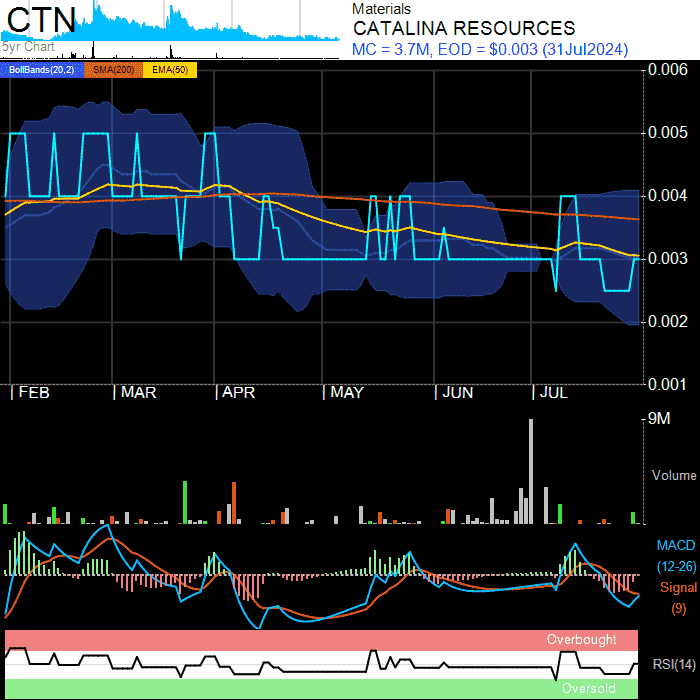 CTN
5yr Chart
Materials
CATALINA RESOURCES
MC = 3.7M, EOD = $0.003 (31Jul2024)
BollBands(20,2) SMA(200) EMA(50)
0.006
0.005
0.004
0.003
0.002
0.001
FEB MAR APR MAY JUN JUL
9M
Volume
MACD
(12-26)
Signal
(9)
Overbought
RSI(14)
Oversold